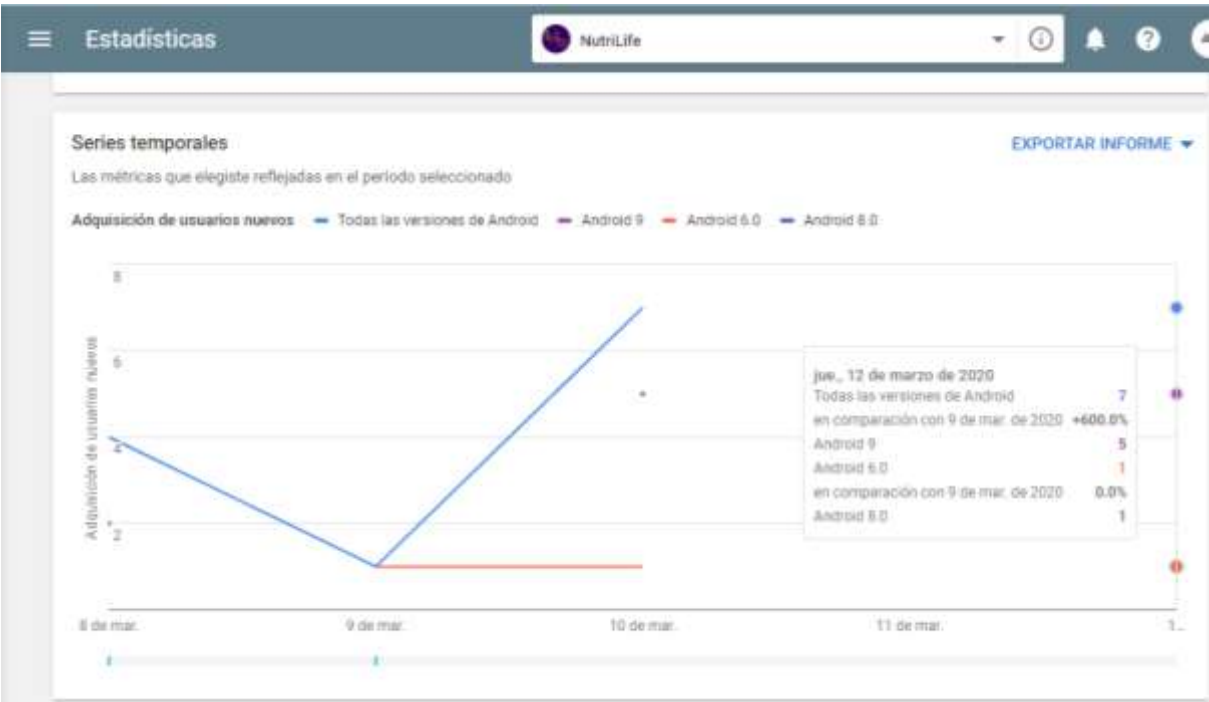 Estadísticas
NutriLife
Series temporales
EXPORTAR INFORME
Las métricas que elegiste reflejadas en el período seleccionado
Adquisición de usuarios nuevos Todas las versiones de Android Android 9 Android 6.0 Android 8.0
Adquisición de usuarios nuevos
8
6
4
2
jue., 12 de marzo de 2020
Todas las versiones de Android 7
en comparación con 9 de mar. de 2020 +600.0%
Android 9 5
Android 6.0 1
en comparación con 9 de mar. de 2020 0.0%
Android 8.0 1
8 de mar. 9 de mar. 10 de mar. 11 de mar. 1...